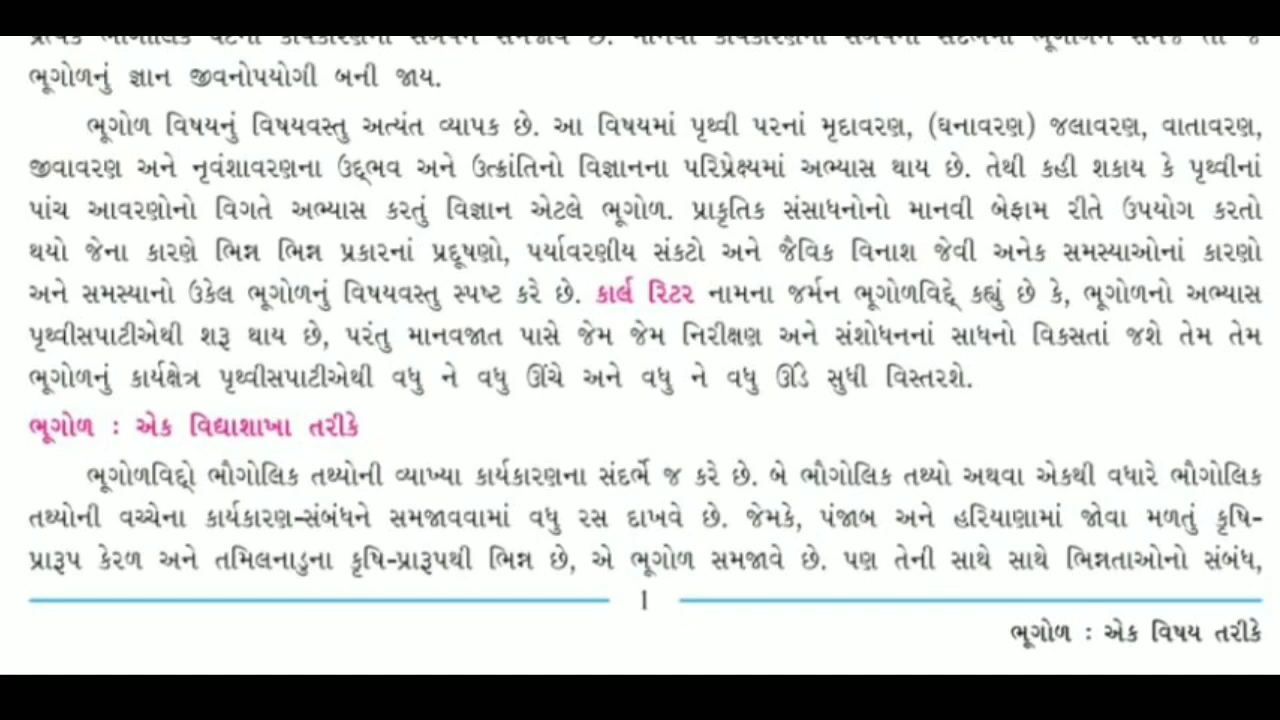 ભૂગોળનું જ્ઞાન જીવનોપયોગી બની જાય.
ભૂગોળ વિષયનું વિષયવસ્તુ અત્યંત વ્યાપક છે. આ વિષયમાં પૃથ્વી પરનાં મૃદાવરણ, (ઘનાવરણ) જલાવરણ, વાતાવરણ,
જીવાવરણ અને નૃવંશાવરણના ઉદ્ભવ અને ઉત્ક્રાંતિનો વિજ્ઞાનના પરિપ્રેક્ષ્યમાં અભ્યાસ થાય છે. તેથી કહી શકાય કે પૃથ્વીનાં
પાંચ આવરણોનો વિગતે અભ્યાસ કરતું વિજ્ઞાન એટલે ભૂગોળ. પ્રાકૃતિક સંસાધનોનો માનવી બેફામ રીતે ઉપયોગ કરતો
થયો જેના કારણે ભિન્ન ભિન્ન પ્રકારનાં પ્રદૂષણો, પર્યાવરણીય સંકટો અને જૈવિક વિનાશ જેવી અનેક સમસ્યાઓનાં કારણો
અને સમસ્યાનો ઉકેલ ભૂગોળનું વિષયવસ્તુ સ્પષ્ટ કરે છે. કાર્લ રિટર નામના જર્મન ભૂગોળવિદ્દે કહ્યું છે કે, ભૂગોળનો અભ્યાસ
પૃથ્વીસપાટીએથી શરૂ થાય છે, પરંતુ માનવજાત પાસે જેમ જેમ નિરીક્ષણ અને સંશોધનનાં સાધનો વિકસતાં જશે તેમ તેમ
ભૂગોળનું કાર્યક્ષેત્ર પૃથ્વીસપાટીએથી વધુ ને વધુ ઊંચે અને વધુ ને વધુ ઊંડે સુધી વિસ્તરશે.
ભૂગોળ : એક વિદ્યાશાખા તરીકે
ભૂગોળવિદ્દો ભૌગોલિક તથ્યોની વ્યાખ્યા કાર્યકારણના સંદર્ભે જ કરે છે. બે ભૌગોલિક તથ્યો અથવા એકથી વધારે ભૌગોલિક
તથ્યોની વચ્ચેના કાર્યકારણ-સંબંધને સમજાવવામાં વધુ રસ દાખવે છે. જેમકે, પંજાબ અને હરિયાણામાં જોવા મળતું કૃષિ-
પ્રારૂપ કેરળ અને તમિલનાડુના કૃષિ-પ્રારૂપથી ભિન્ન છે, એ ભૂગોળ સમજાવે છે. પણ તેની સાથે સાથે ભિન્નતાઓનો સંબંધ,
1
ભૂગોળ : એક વિષય તરીકે